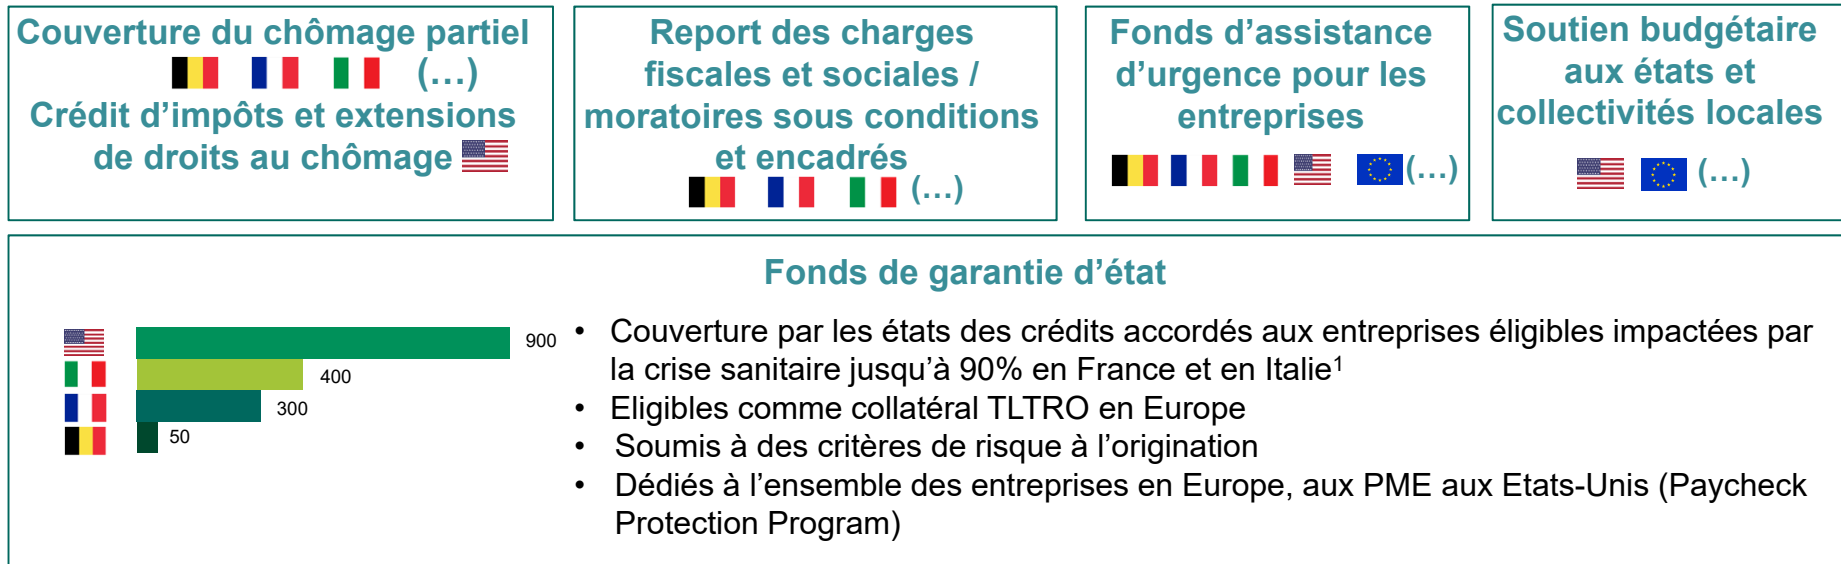 Couverture du chômage partiel
(...)
Crédit d’impôts et extensions
de droits au chômage
Report des charges
fiscales et sociales /
moratoires sous conditions
et encadrés
(...)
Fonds d’assistance
d’urgence pour les
entreprises
(...)
Soutien budgétaire
aux états et
collectivités locales
(...)
Fonds de garantie d’état
900
400
300
50
• Couverture par les états des crédits accordés aux entreprises éligibles impactées par
la crise sanitaire jusqu’à 90% en France et en Italie¹
• Eligibles comme collatéral TLTRO en Europe
• Soumis à des critères de risque à l’origination
• Dédiés à l’ensemble des entreprises en Europe, aux PME aux Etats-Unis (Paycheck
Protection Program)